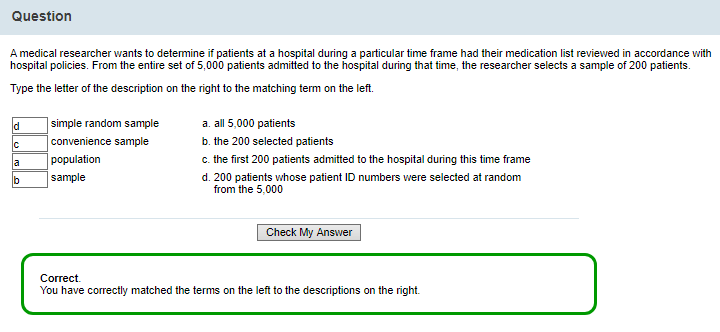 Question
A medical researcher wants to determine if patients at a hospital during a particular time frame had their medication list reviewed in accordance with
hospital policies. From the entire set of 5,000 patients admitted to the hospital during that time, the researcher selects a sample of 200 patients.
Type the letter of the description on the right to the matching term on the left.
d simple random sample a. all 5,000 patients
c convenience sample b. the 200 selected patients
a population c. the first 200 patients admitted to the hospital during this time frame
b sample d. 200 patients whose patient ID numbers were selected at random
from the 5,000
Check My Answer
Correct.
You have correctly matched the terms on the left to the descriptions on the right.